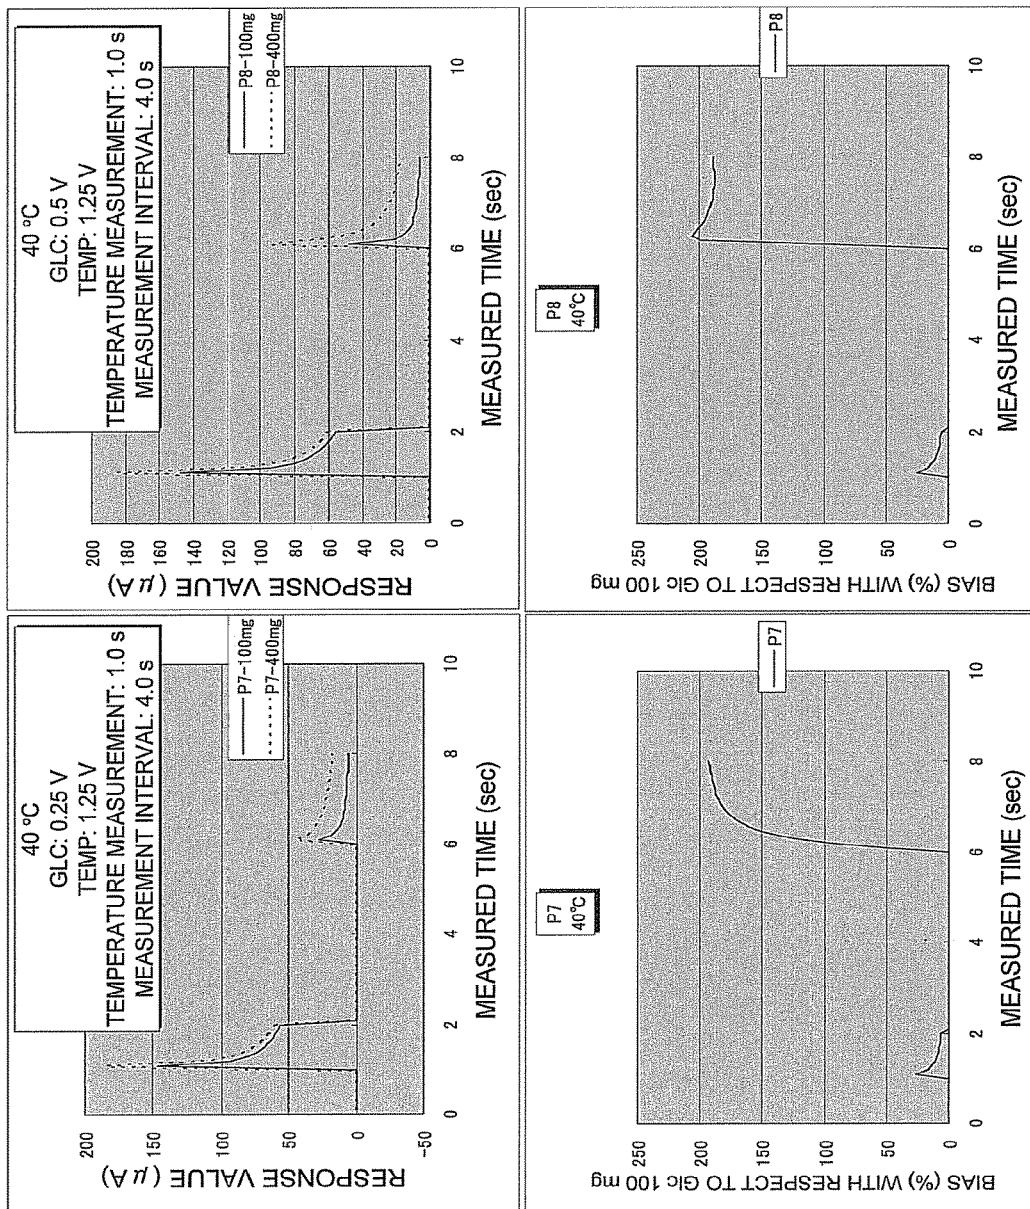 40 °C
GLC: 0.25 V
TEMP: 1.25 V
TEMPERATURE MEASUREMENT: 1.0 s
MEASUREMENT INTERVAL: 4.0 s
P7-100mg
P7-400mg
RESPONSE VALUE (μA)
200
150
100
50
0
-50
0 2 4 6 8 10
MEASURED TIME (sec)
40 °C
GLC: 0.5 V
TEMP: 1.25 V
TEMPERATURE MEASUREMENT: 1.0 s
MEASUREMENT INTERVAL: 4.0 s
P8-100mg
P8-400mg
RESPONSE VALUE (μA)
200
180
160
140
120
100
80
60
40
20
0
0 2 4 6 8 10
MEASURED TIME (sec)
P7
40°C
P7
BIAS (%) WITH RESPECT TO Glc 100 mg
250
200
150
100
50
0
0 2 4 6 8 10
MEASURED TIME (sec)
P8
40°C
P8
BIAS (%) WITH RESPECT TO Glc 100 mg
250
200
150
100
50
0
0 2 4 6 8 10
MEASURED TIME (sec)